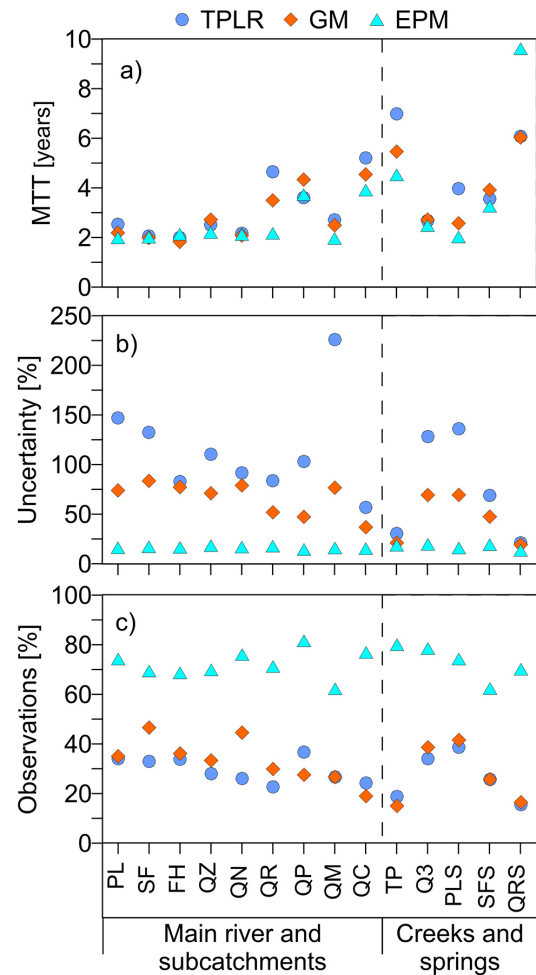 TPLR GM EPM
a)
MTT [years]
10
8
6
4
2
0
b)
Uncertainty [%]
250
200
150
100
50
0
c)
Observations [%]
100
80
60
40
20
0
PL SF FH QZ QN QR QP QM QC TP Q3 PLS SFS QRS
Main river and
subcatchments
Creeks and
springs